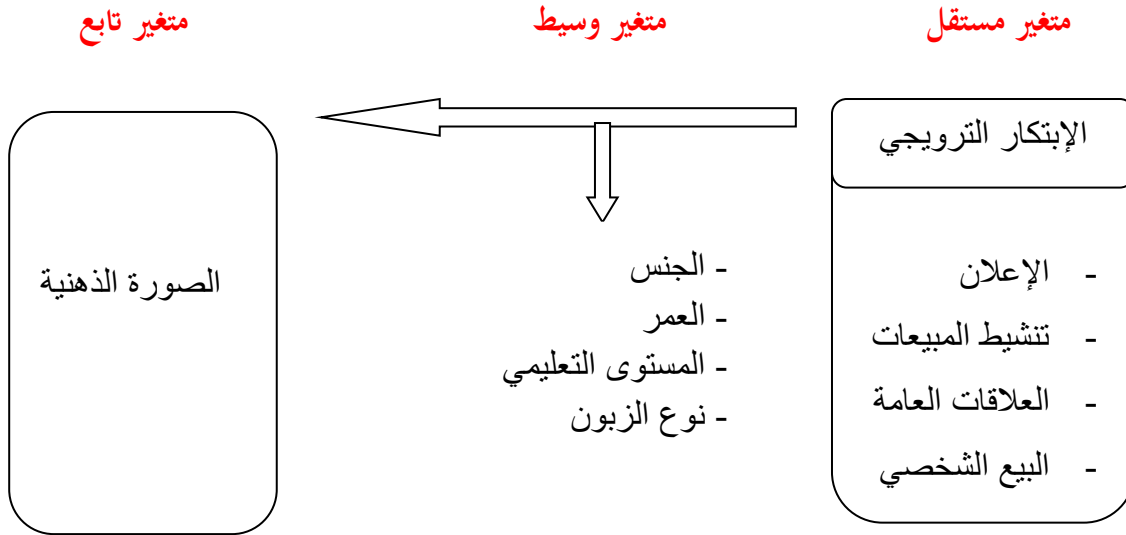 متغير مستقل
متغير وسيط
متغير تابع
الإبتكار الترويجي
- الإعلان
- تنشيط المبيعات
- العلاقات العامة
- البيع الشخصي
- الجنس
- العمر
- المستوى التعليمي
- نوع الزبون
الصورة الذهنية